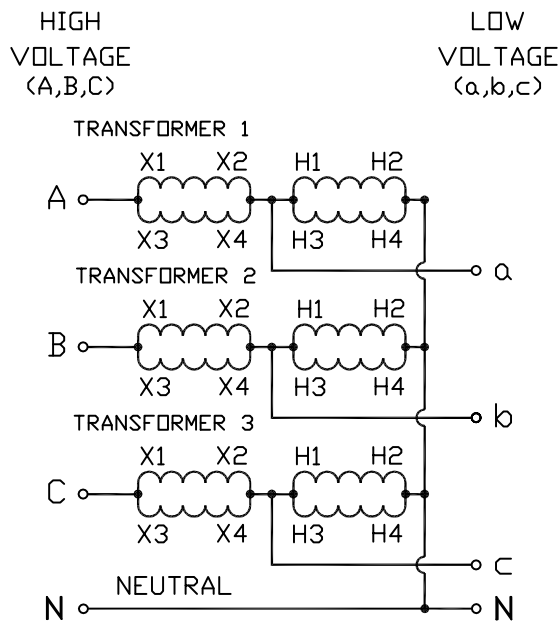 HIGH
VOLTAGE
(A,B,C)
LOW
VOLTAGE
(a,b,c)
TRANSFORMER 1
X1 X2 H1 H2
A
X3 X4 H3 H4
a
TRANSFORMER 2
X1 X2 H1 H2
B
X3 X4 H3 H4
b
TRANSFORMER 3
X1 X2 H1 H2
C
X3 X4 H3 H4
c
NEUTRAL
N N